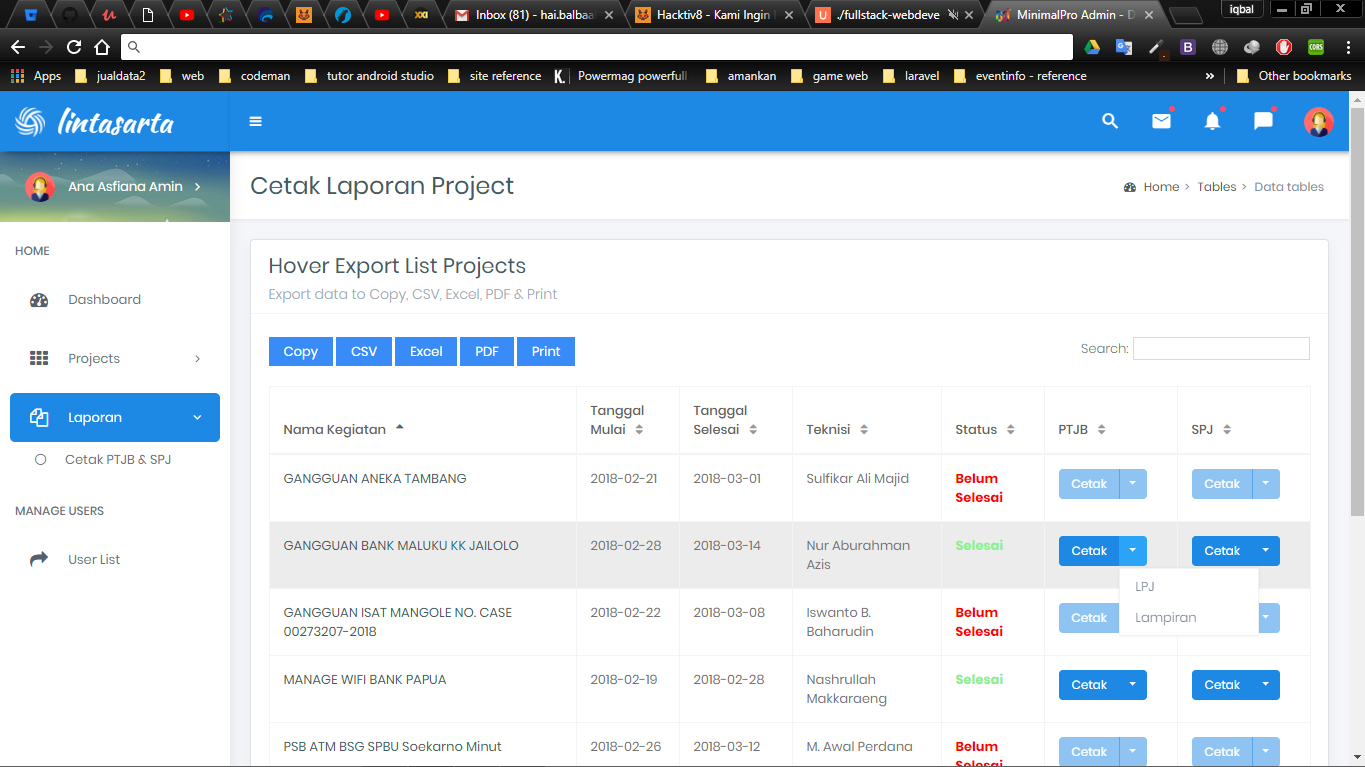 Inbox (81) - hai.balbaa
Hacktiv8 - Kami Ingin
./fullstack-webdeve
MinimalPro Admin - D
iqbal
Apps
jualdata2
web
codeman
tutor android studio
site reference
K.
Powermag powerfull
amankan
game web
laravel
eventinfo - reference
»
Other bookmarks
lintasarta
Ana Asfiana Amin
Cetak Laporan Project
Home > Tables > Data tables
HOME
Dashboard
Projects
Laporan
Cetak PTJB & SPJ
MANAGE USERS
User List
Hover Export List Projects
Export data to Copy, CSV, Excel, PDF & Print
Copy CSV Excel PDF Print
Search:
Nama Kegiatan
Tanggal
Mulai
Tanggal
Selesai
Teknisi
Status
PTJB
SPJ
GANGGUAN ANEKA TAMBANG
2018-02-21
2018-03-01
Sulfikar Ali Majid
Belum
Selesai
Cetak
Cetak
GANGGUAN BANK MALUKU KK JAILOLO
2018-02-28
2018-03-14
Nur Aburahman
Azis
Selesai
Cetak
Cetak
LPJ
Lampiran
GANGGUAN ISAT MANGOLE NO. CASE
00273207-2018
2018-02-22
2018-03-08
Iswanto B.
Baharudin
Belum
Selesai
Cetak
MANAGE WIFI BANK PAPUA
2018-02-19
2018-02-28
Nashrullah
Makkaraeng
Selesai
Cetak
Cetak
PSB ATM BSG SPBU Soekarno Minut
2018-02-26
2018-03-12
M. Awal Perdana
Belum
Selesai
Cetak
Cetak